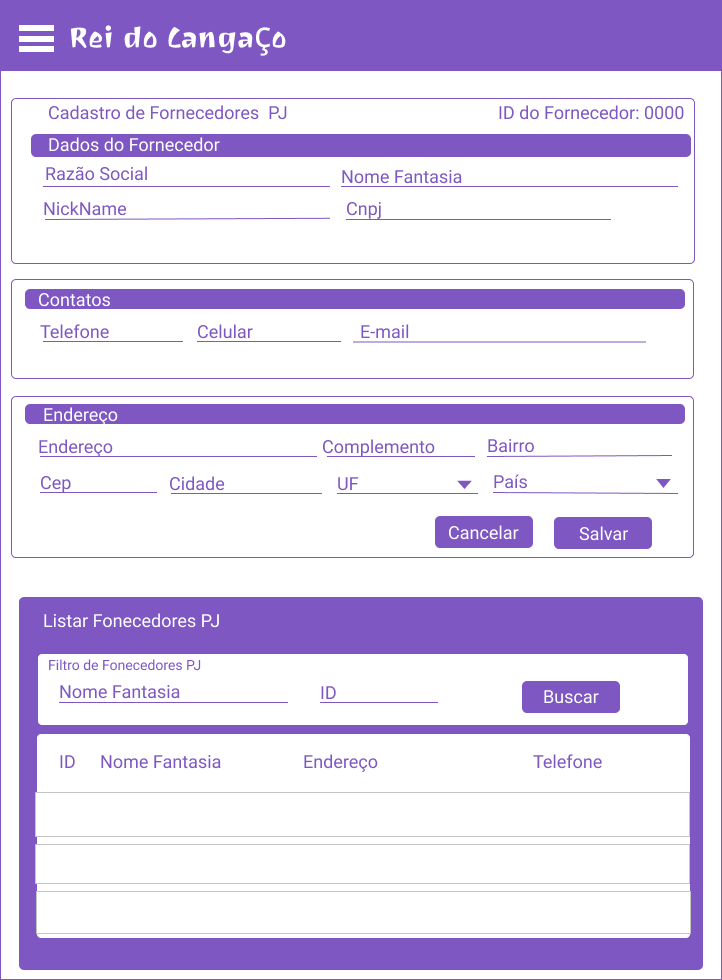 Rei do Cangaço
Cadastro de Fornecedores PJ ID do Fornecedor: 0000
Dados do Fornecedor
Razão Social Nome Fantasia
NickName Cnpj
Contatos
Telefone Celular E-mail
Endereço
Endereço Complemento Bairro
Cep Cidade UF País
Cancelar Salvar
Listar Fonecedores PJ
Filtro de Fonecedores PJ
Nome Fantasia ID Buscar
ID Nome Fantasia Endereço Telefone